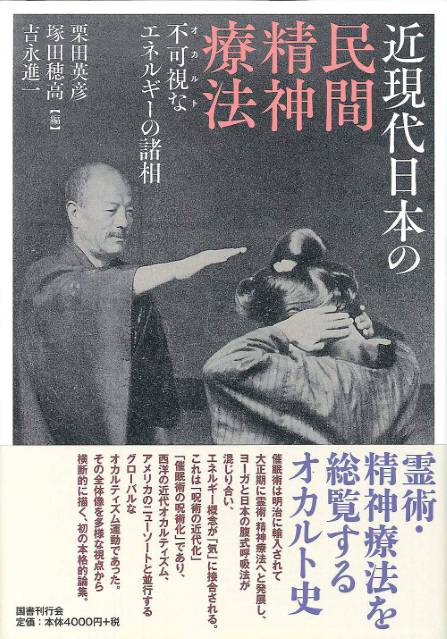 近現代日本の
民間
精神
療法
不可視な
オカルト
エネルギーの諸相
栗田英彦
塚田穂高
吉永進一
【編】
霊術・
精神療法を
総覧する
オカルト史
催眠術は明治に輸入されて
大正期に霊術・精神療法へと発展し、
ヨーガと日本の腹式呼吸法が
混じり合い、
エネルギー概念が「気」に接合される。
これは「呪術の近代化」
「催眠術の呪術化」であり、
西洋の近代オカルティズム、
アメリカのニューソートと並行する
グローバルな
オカルティズム運動であった。
その全体像を多様な視点から
横断的に描く、初の本格的論集。
国書刊行会
定価：本体4000円+税